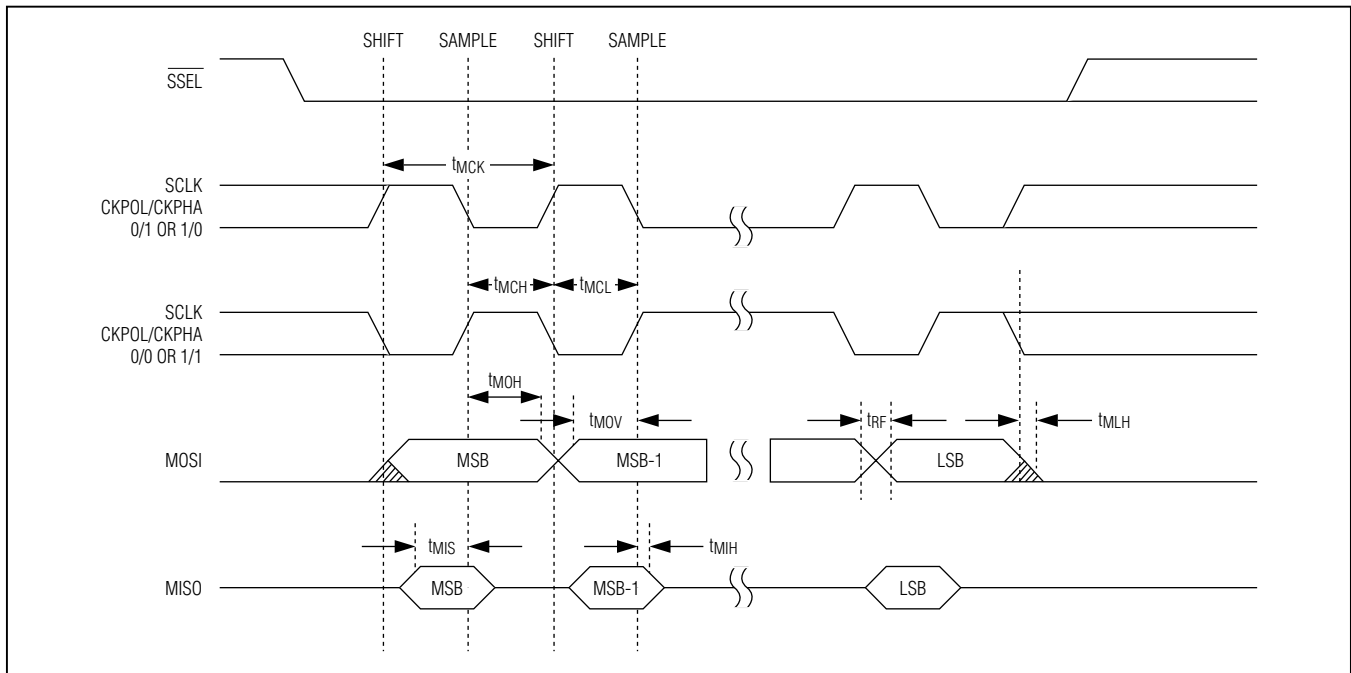 SHIFT SAMPLE SHIFT SAMPLE
SSEL
tMCK
SCLK
CKPOL/CKPHA
0/1 OR 1/0
tMCH tMCL
SCLK
CKPOL/CKPHA
0/0 OR 1/1
tMOH
tMOV tRF tMLH
MOSI MSB MSB-1 LSB
tMIS tMIH
MISO MSB MSB-1 LSB